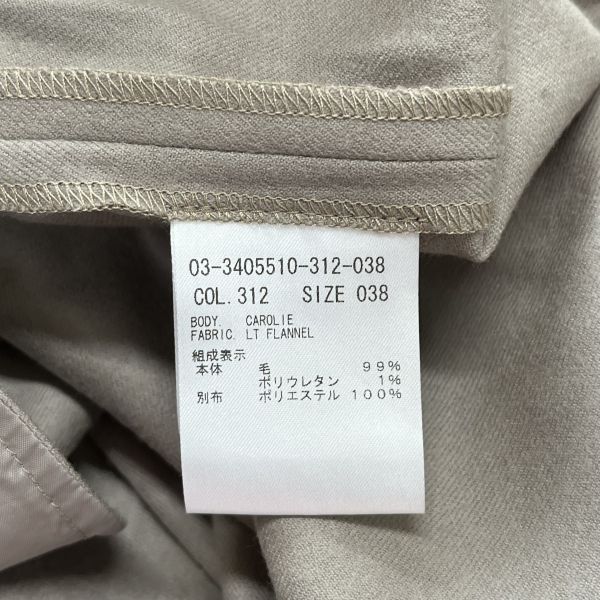 03-3405510-312-038
COL.312 SIZE 038
BODY. CAROLIE
FABRIC. LT FLANNEL
組成表示
本体 毛 99%
ポリウレタン 1%
別布 ポリエステル 100%